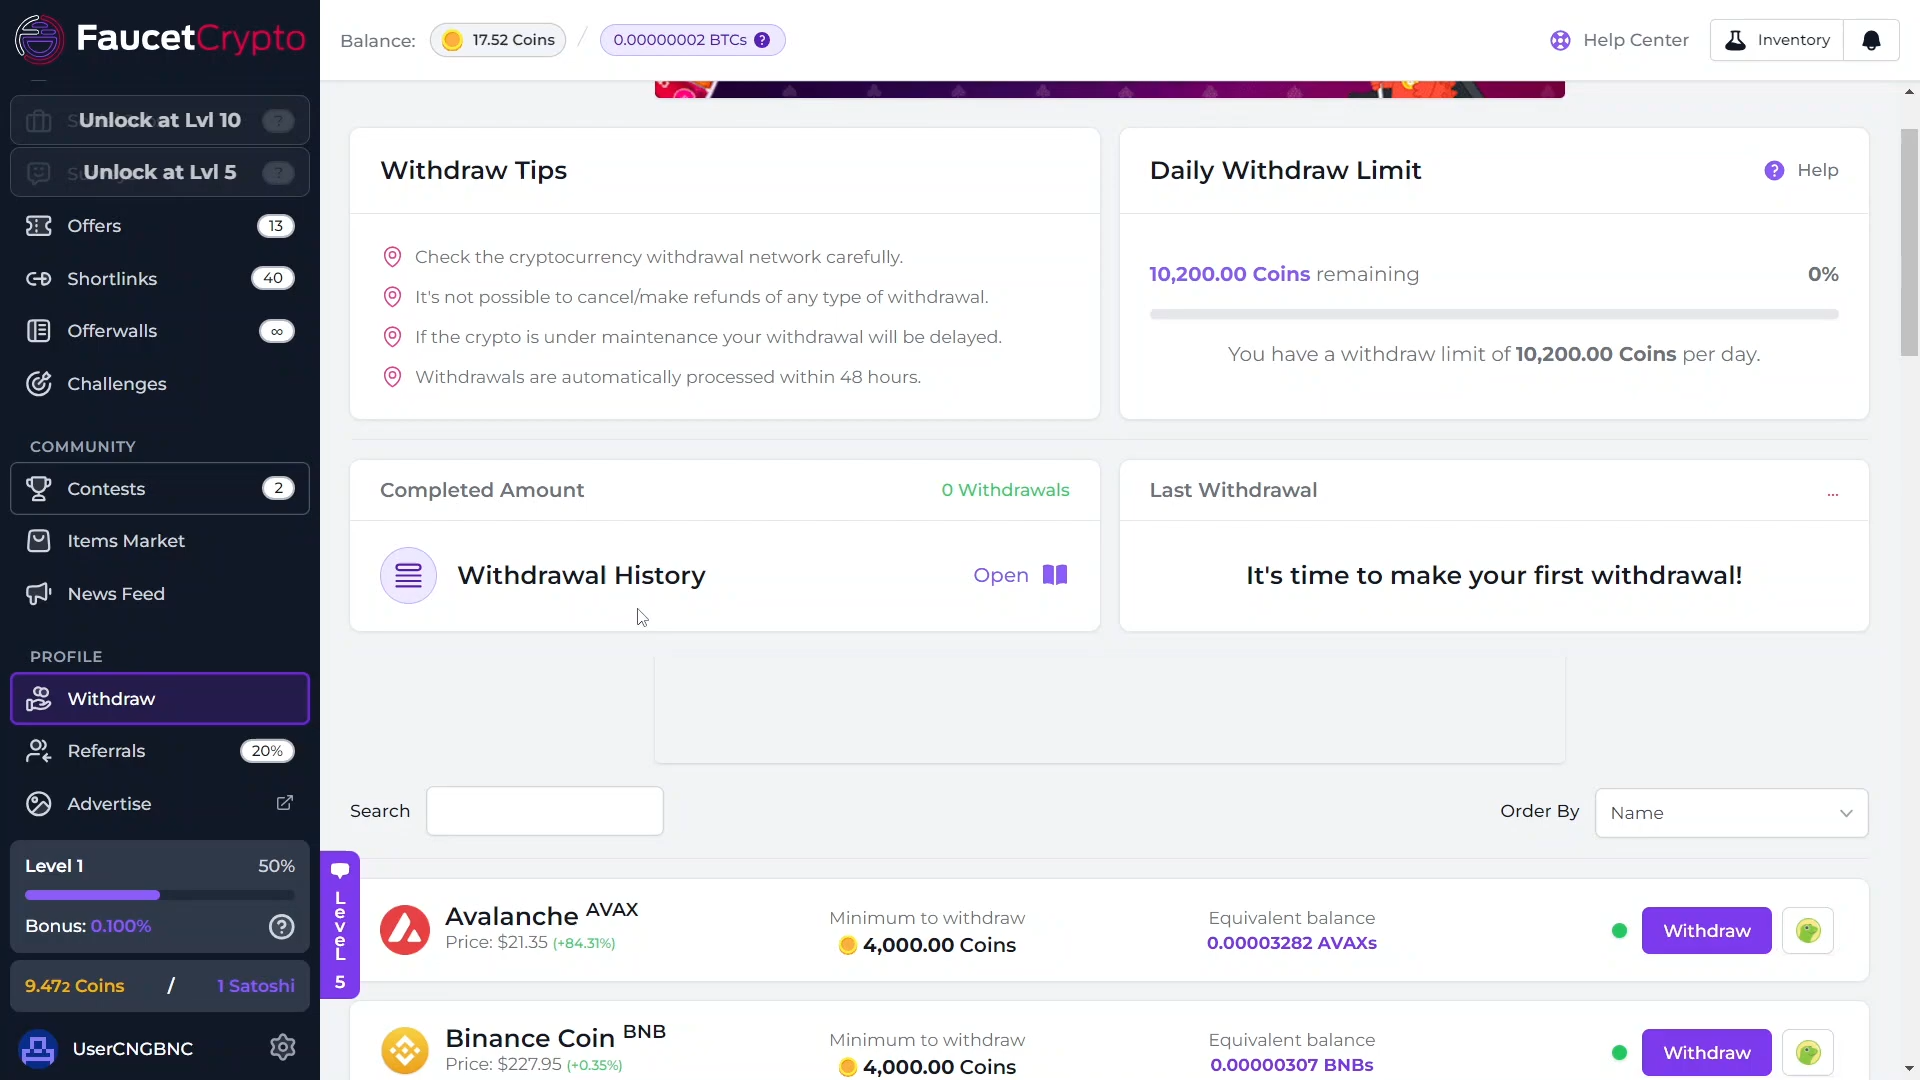 FaucetCrypto
Balance: 17.52 Coins / 0.00000002 BTCs ?
Help Center
Inventory
Unlock at Lvl 10 ?
Unlock at Lvl 5 ?
Offers 13
Shortlinks 40
Offerwalls ∞
Challenges
COMMUNITY
Contests 2
Items Market
News Feed
PROFILE
Withdraw
Referrals 20%
Advertise
Level 1 50%
Bonus: 0.100% ?
9.472 Coins / 1 Satoshi
UserCNGBNC
Withdraw Tips
Check the cryptocurrency withdrawal network carefully.
It's not possible to cancel/make refunds of any type of withdrawal.
If the crypto is under maintenance your withdrawal will be delayed.
Withdrawals are automatically processed within 48 hours.
Daily Withdraw Limit
? Help
10,200.00 Coins remaining 0%
You have a withdraw limit of 10,200.00 Coins per day.
Completed Amount 0 Withdrawals
Withdrawal History Open
Last Withdrawal ...
It's time to make your first withdrawal!
Search
Order By Name
Level 5
Avalanche AVAX
Price: $21.35 (+84.31%)
Minimum to withdraw
4,000.00 Coins
Equivalent balance
0.00003282 AVAXs
Withdraw
Binance Coin BNB
Price: $227.95 (+0.35%)
Minimum to withdraw
4,000.00 Coins
Equivalent balance
0.00000307 BNBs
Withdraw